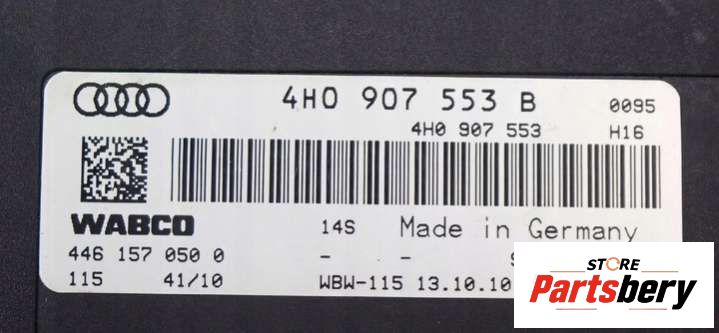 4H0 907 553 B 0095
4H0 907 553 H16
WABCO 14S Made in Germany
446 157 050 0 - -
115 41/10 WBW-115 13.10.10
STORE
Partsbery